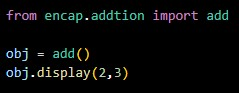 from encap.addtion import add
obj = add()
obj.display(2,3)